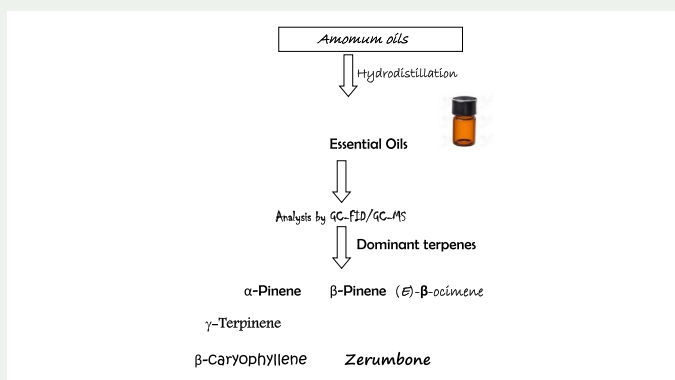 Amomum oils
Hydrodistillation
Essential Oils
Analysis by GC-FID/GC-MS
Dominant terpenes
α-Pinene β-Pinene (E)-β-ocimene
γ-Terpinene
β-Caryophyllene Zerumbone